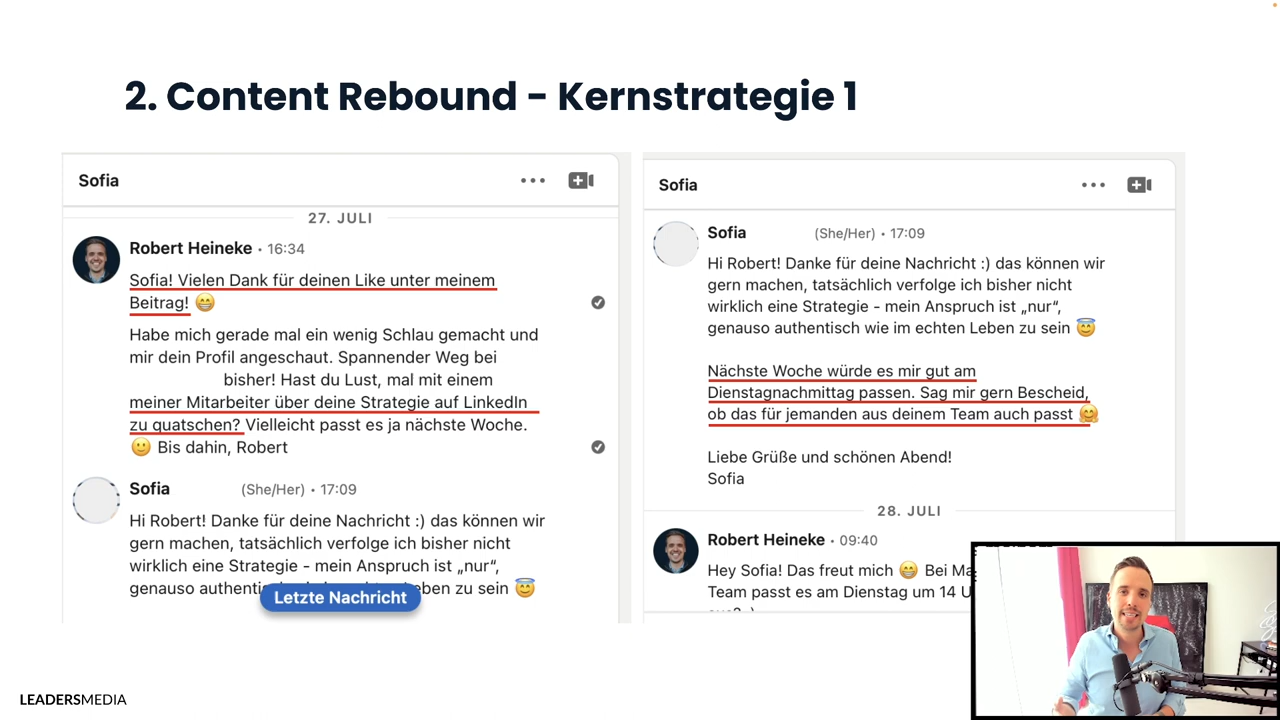 2. Content Rebound - Kernstrategie 1
Sofia
27. JULI
Robert Heineke • 16:34
Sofia! Vielen Dank für deinen Like unter meinem
Beitrag! 😁
Habe mich gerade mal ein wenig Schlau gemacht und
mir dein Profil angeschaut. Spannender Weg bei
bisher! Hast du Lust, mal mit einem
meiner Mitarbeiter über deine Strategie auf LinkedIn
zu quatschen? Vielleicht passt es ja nächste Woche.
🙂 Bis dahin, Robert
Sofia (She/Her) • 17:09
Hi Robert! Danke für deine Nachricht :) das können wir
gern machen, tatsächlich verfolge ich bisher nicht
wirklich eine Strategie - mein Anspruch ist „nur“,
genauso authenti eben zu sein 😇
Letzte Nachricht
Sofia
Sofia (She/Her) • 17:09
Hi Robert! Danke für deine Nachricht :) das können wir
gern machen, tatsächlich verfolge ich bisher nicht
wirklich eine Strategie - mein Anspruch ist „nur“,
genauso authentisch wie im echten Leben zu sein 😇
Nächste Woche würde es mir gut am
Dienstagnachmittag passen. Sag mir gern Bescheid,
ob das für jemanden aus deinem Team auch passt 🤗
Liebe Grüße und schönen Abend!
Sofia
28. JULI
Robert Heineke • 09:40
Hey Sofia! Das freut mich 😁 Bei Ma
Team passt es am Dienstag um 14 U
LEADERSMEDIA